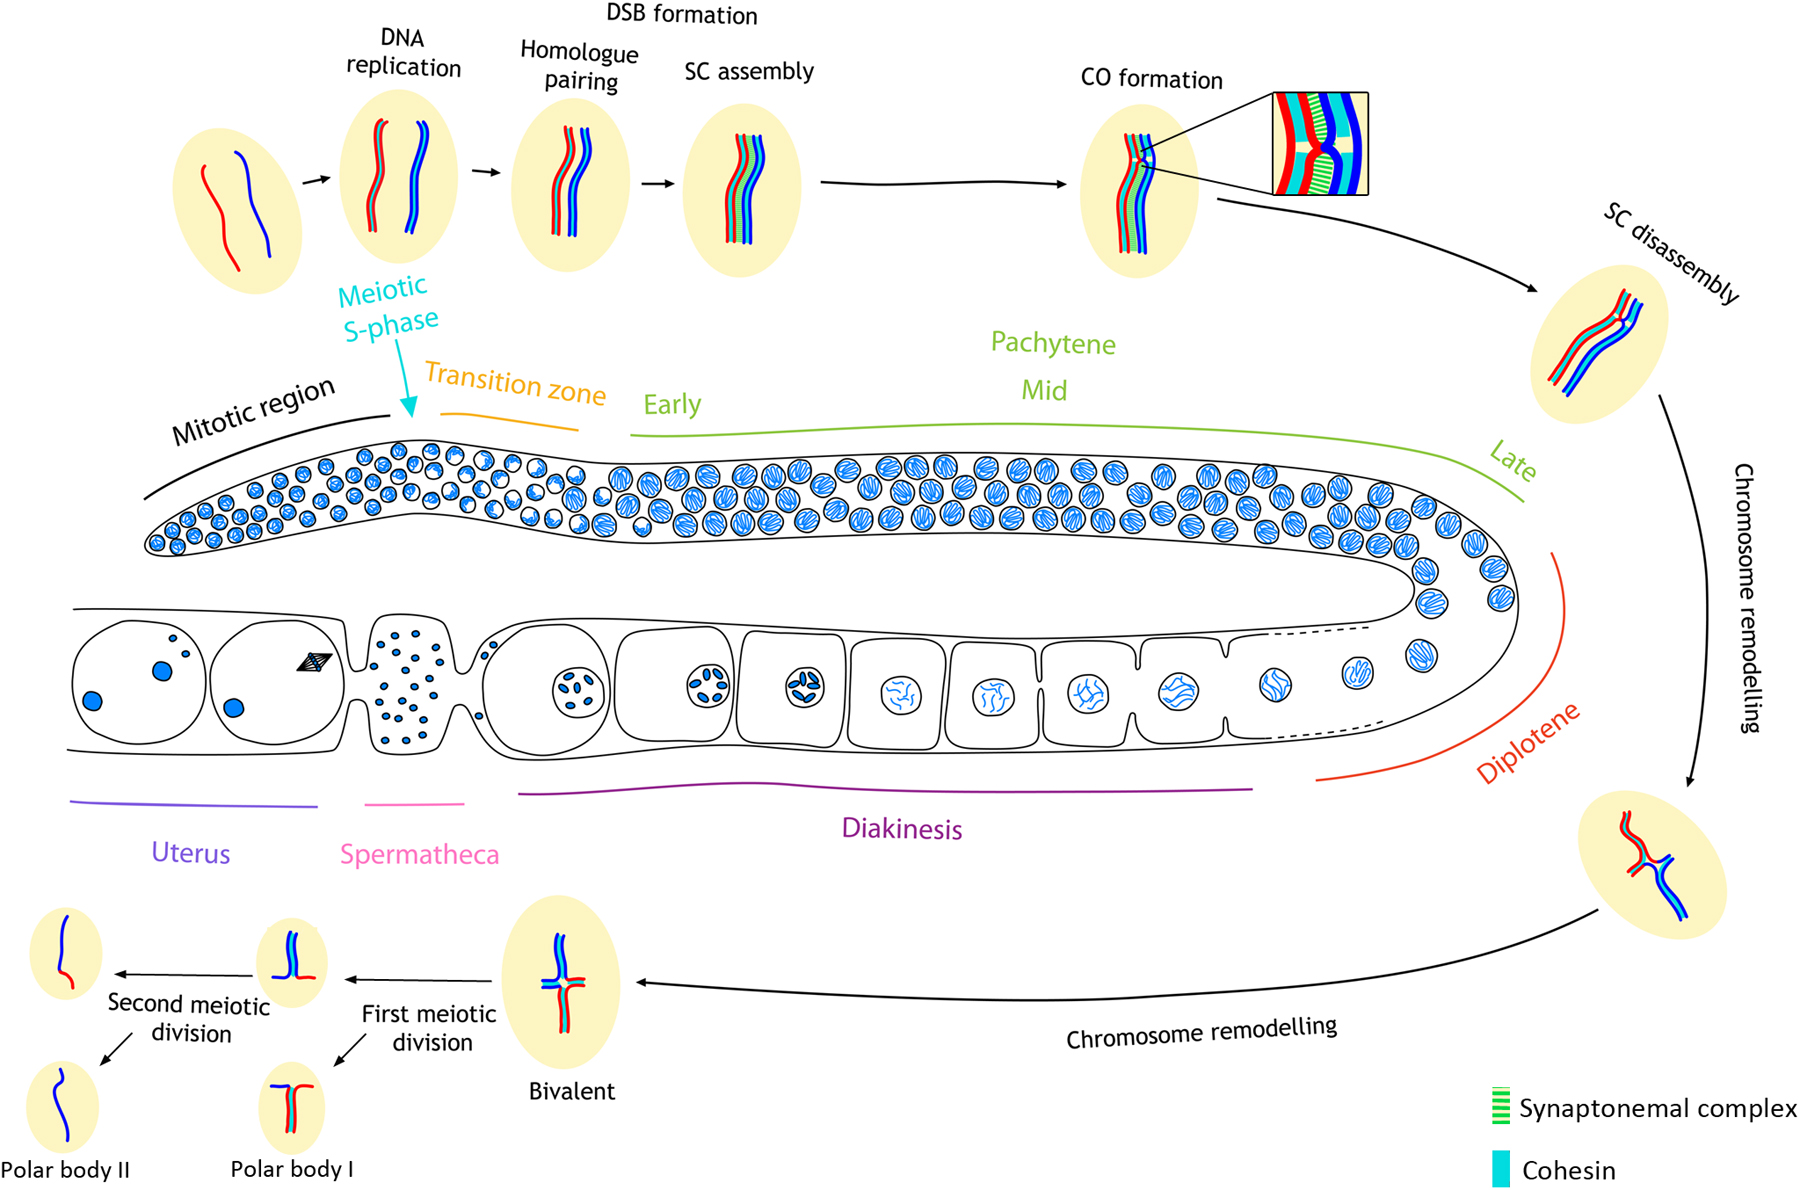 DSB formation
DNA
replication
Homologue
pairing
SC assembly
CO formation
SC disassembly
Meiotic
S-phase
Mitotic region
Transition zone
Pachytene
Early
Mid
Late
Chromosome remodelling
Diplotene
Diakinesis
Uterus
Spermatheca
Second meiotic
division
First meiotic
division
Bivalent
Chromosome remodelling
Polar body II
Polar body I
Synaptonemal complex
Cohesin